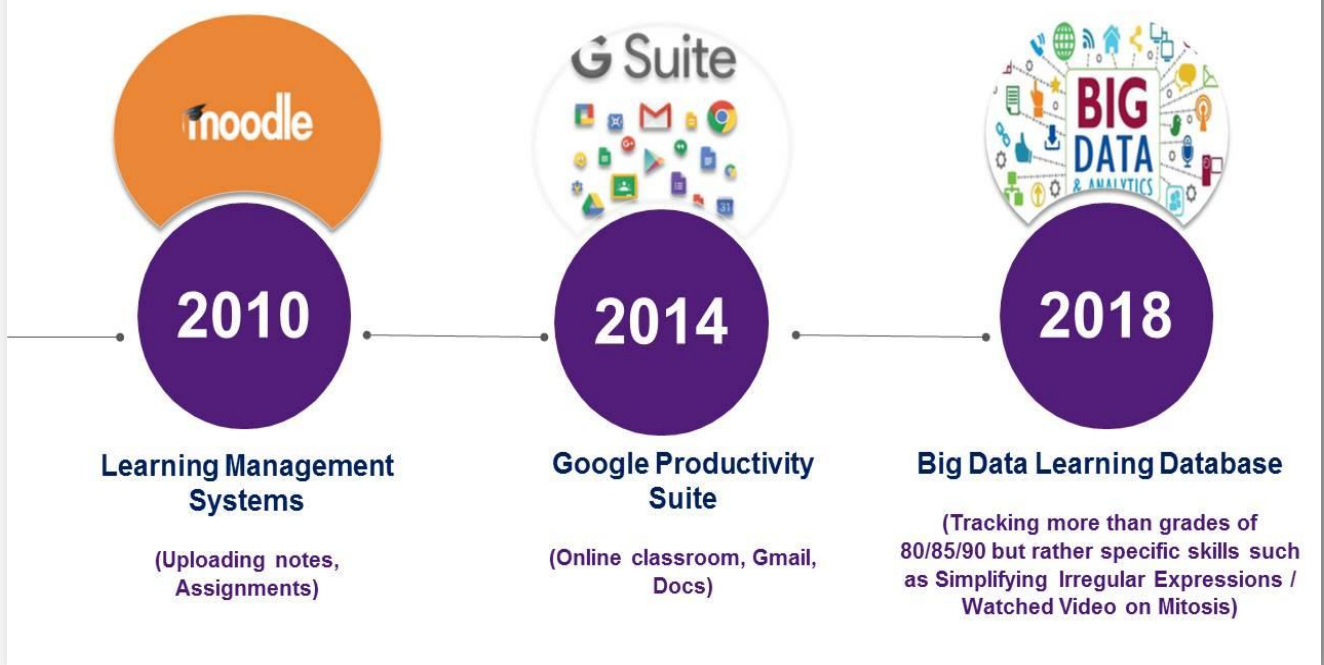 moodle
G Suite
31
BIG
DATA
& ANALYTICS
2010
2014
2018
Learning Management
Systems
(Uploading notes,
Assignments)
Google Productivity
Suite
(Online classroom, Gmail,
Docs)
Big Data Learning Database
(Tracking more than grades of
80/85/90 but rather specific skills such
as Simplifying Irregular Expressions /
Watched Video on Mitosis)